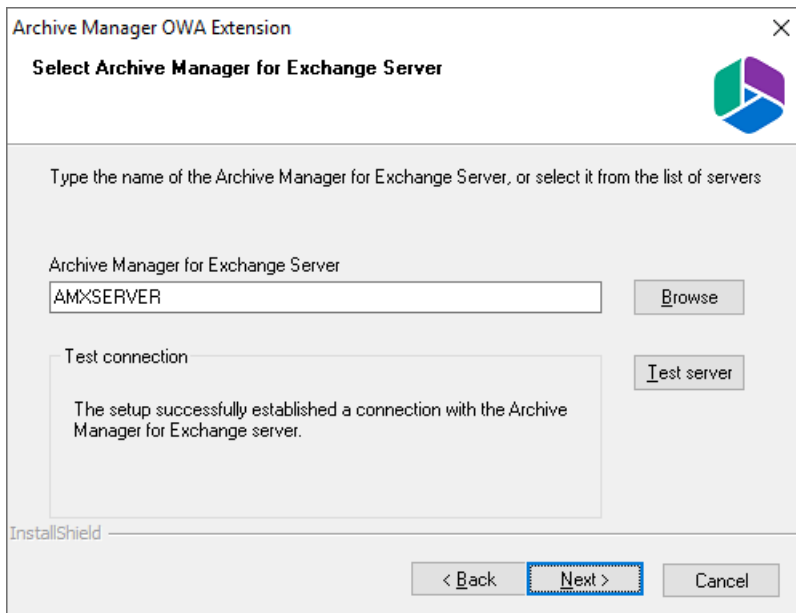 Archive Manager OWA Extension
Select Archive Manager for Exchange Server
Type the name of the Archive Manager for Exchange Server, or select it from the list of servers
Archive Manager for Exchange Server
AMXSERVER
Browse
Test connection
Test server
The setup successfully established a connection with the Archive
Manager for Exchange server.
InstallShield
< Back
Next >
Cancel